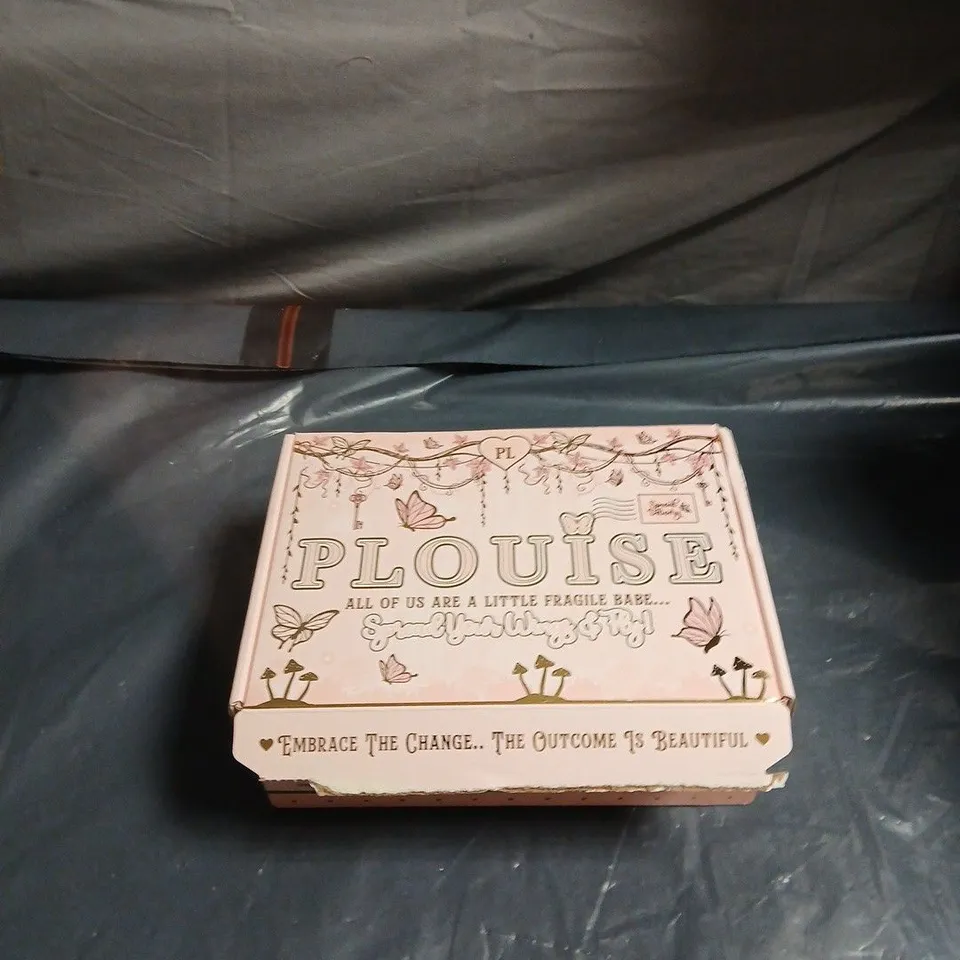 PL
PLOUISE
ALL OF US ARE A LITTLE FRAGILE BABE...
Spread Your Wings & Fly!
EMBRACE THE CHANGE.. THE OUTCOME IS BEAUTIFUL